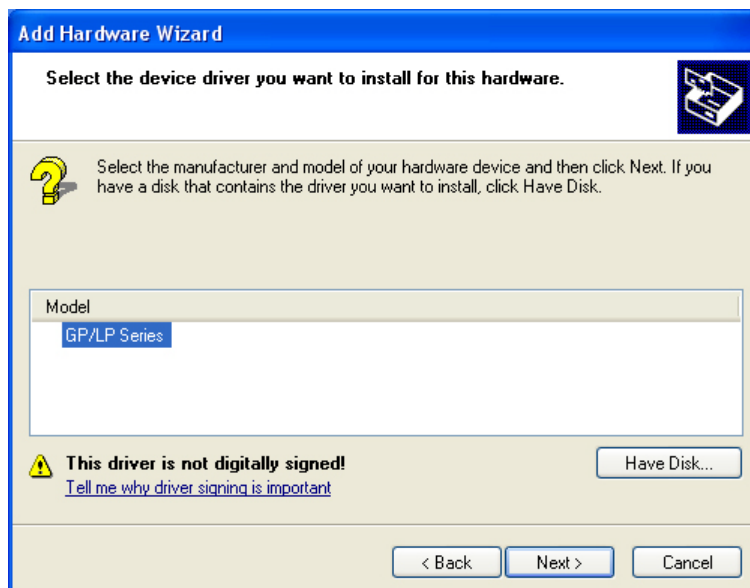 Add Hardware Wizard
Select the device driver you want to install for this hardware.
Select the manufacturer and model of your hardware device and then click Next. If you
have a disk that contains the driver you want to install, click Have Disk.
Model
GP/LP Series
This driver is not digitally signed!
Have Disk...
Tell me why driver signing is important
< Back
Next >
Cancel